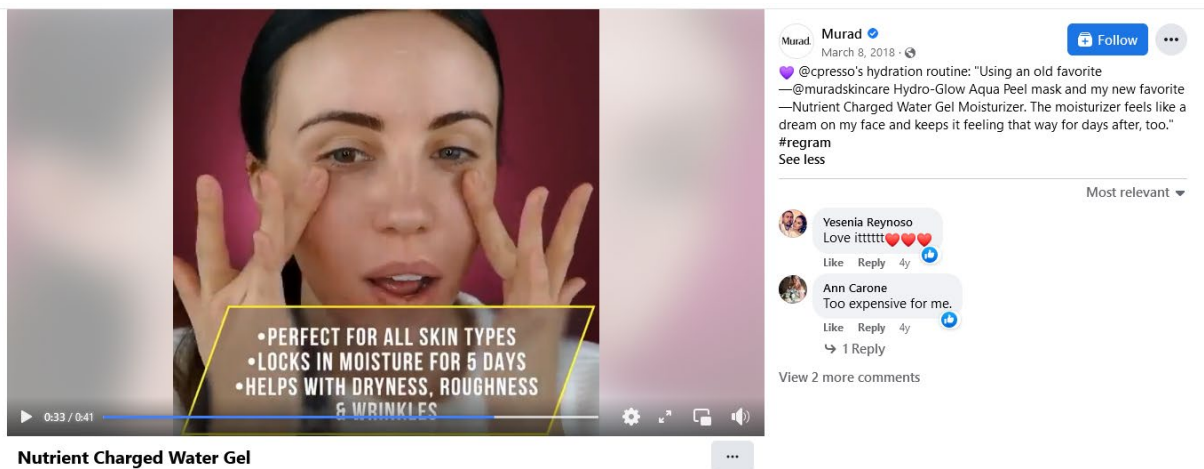 •PERFECT FOR ALL SKIN TYPES
•LOCKS IN MOISTURE FOR 5 DAYS
•HELPS WITH DRYNESS, ROUGHNESS
& WRINKLES
0:33 / 0:41
Nutrient Charged Water Gel
Murad
Murad
Follow
March 8, 2018 ·
💜 @cpresso's hydration routine: "Using an old favorite
—@muradskincare Hydro-Glow Aqua Peel mask and my new favorite
—Nutrient Charged Water Gel Moisturizer. The moisturizer feels like a
dream on my face and keeps it feeling that way for days after, too."
#regram
See less
Most relevant
Yesenia Reynoso
Love itttttt❤️❤️❤️
Like Reply 4y
Ann Carone
Too expensive for me.
Like Reply 4y
1 Reply
View 2 more comments